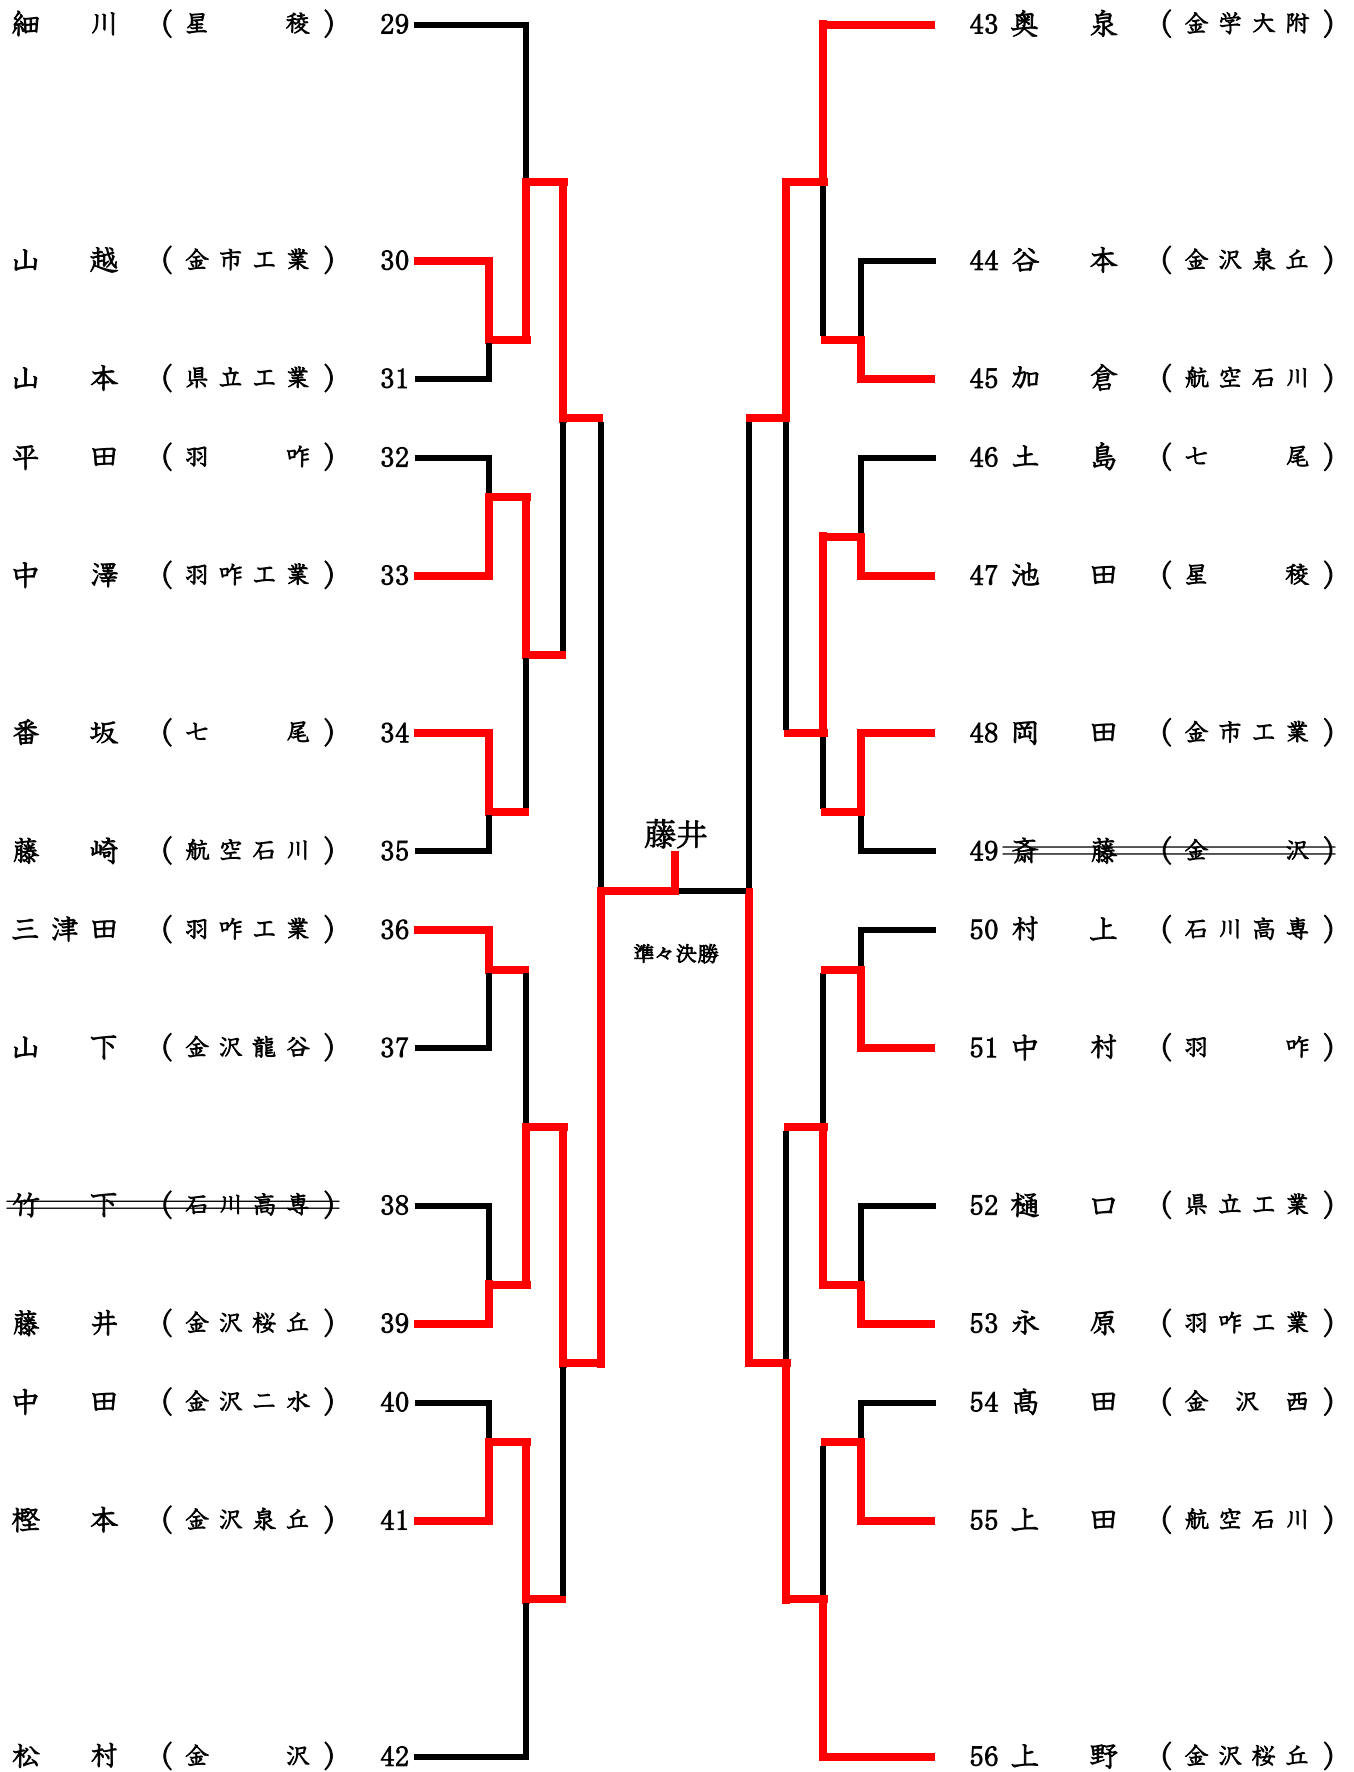 細川 (星稜) 29
山越 (金市工業) 30
山本 (県立工業) 31
平田 (羽咋) 32
中澤 (羽咋工業) 33
番坂 (七尾) 34
藤崎 (航空石川) 35
三津田 (羽咋工業) 36
山下 (金沢龍谷) 37
竹下 (石川高専) 38
藤井 (金沢桜丘) 39
中田 (金沢二水) 40
樫本 (金沢泉丘) 41
松村 (金沢) 42
藤井
準々決勝
43 奥泉 (金学大附)
44 谷本 (金沢泉丘)
45 加倉 (航空石川)
46 土島 (七尾)
47 池田 (星稜)
48 岡田 (金市工業)
49 斎藤 (金沢)
50 村上 (石川高専)
51 中村 (羽咋)
52 樋口 (県立工業)
53 永原 (羽咋工業)
54 髙田 (金沢西)
55 上田 (航空石川)
56 上野 (金沢桜丘)